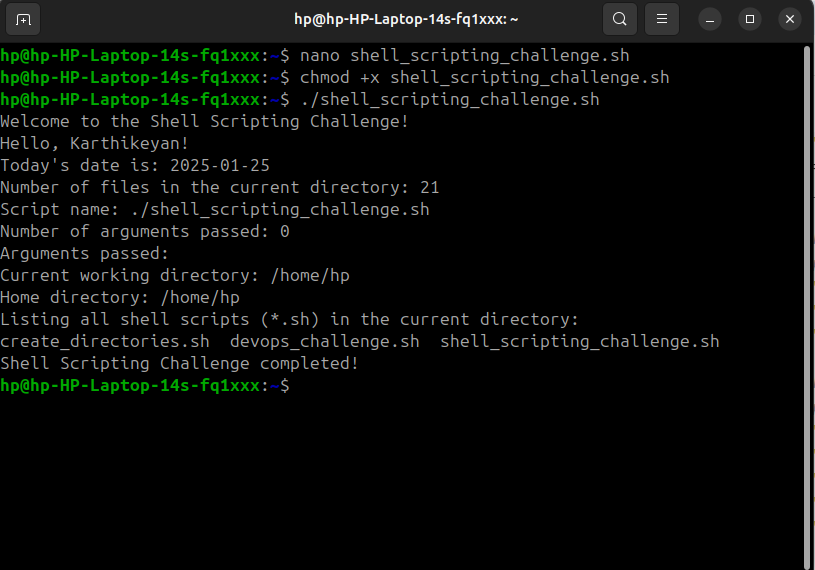 hp@hp-HP-Laptop-14s-fq1xxx: ~
hp@hp-HP-Laptop-14s-fq1xxx:~$ nano shell_scripting_challenge.sh
hp@hp-HP-Laptop-14s-fq1xxx:~$ chmod +x shell_scripting_challenge.sh
hp@hp-HP-Laptop-14s-fq1xxx:~$ ./shell_scripting_challenge.sh
Welcome to the Shell Scripting Challenge!
Hello, Karthikeyan!
Today's date is: 2025-01-25
Number of files in the current directory: 21
Script name: ./shell_scripting_challenge.sh
Number of arguments passed: 0
Arguments passed:
Current working directory: /home/hp
Home directory: /home/hp
Listing all shell scripts (*.sh) in the current directory:
create_directories.sh  devops_challenge.sh  shell_scripting_challenge.sh
Shell Scripting Challenge completed!
hp@hp-HP-Laptop-14s-fq1xxx:~$